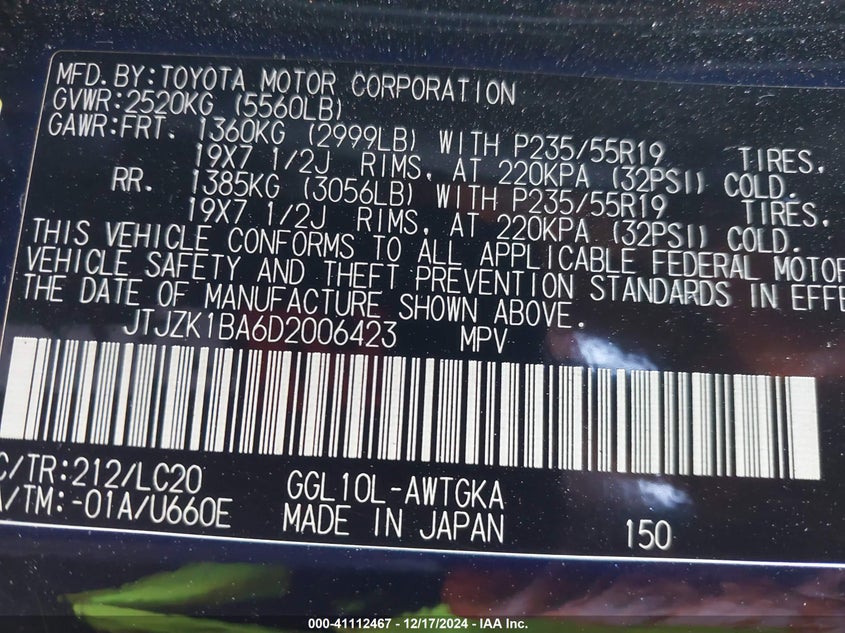 MFD.BY:TOYOTA MOTOR CORPORATION
GVWR:2520KG (5560LB)
GAWR:FRT. 1360KG (2999LB) WITH P235/55R19 TIRES.
19X7 1/2J RIMS, AT 220KPA (32PSI) COLD.
RR. 1385KG (3056LB) WITH P235/55R19 TIRES.
19X7 1/2J RIMS, AT 220KPA (32PSI) COLD.
THIS VEHICLE CONFORMS TO ALL APPLICABLE FEDERAL MOTOR
VEHICLE SAFETY AND THEFT PREVENTION STANDARDS IN EFFE
THE DATE OF MANUFACTURE SHOWN ABOVE.
JTJZK1BA6D2006423 MPV
C/TR:212/LC20 GGL10L-AWTGKA
A/TM:-01A/U660E MADE IN JAPAN 150
000-41112467 - 12/17/2024 - IAA Inc.